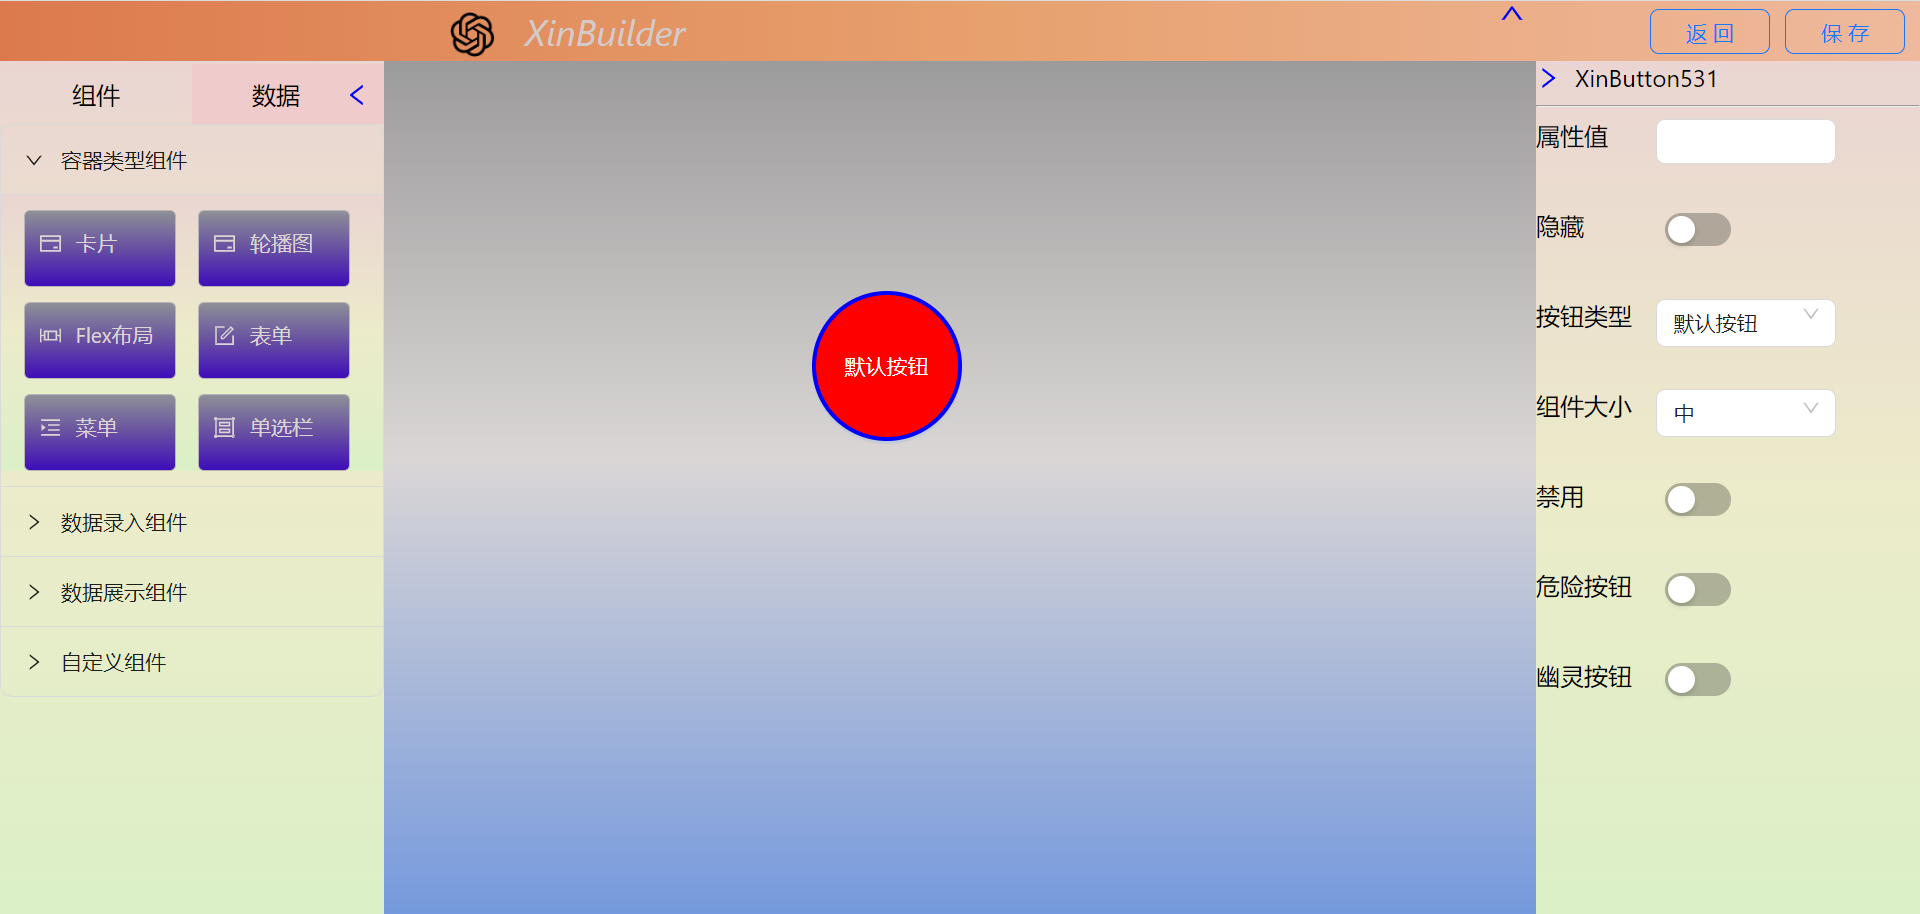 XinBuilder
返 回
保 存
组件
数据
容器类型组件
卡片
轮播图
Flex布局
表单
菜单
单选栏
数据录入组件
数据展示组件
自定义组件
默认按钮
XinButton531
属性值
隐藏
按钮类型
默认按钮
组件大小
中
禁用
危险按钮
幽灵按钮